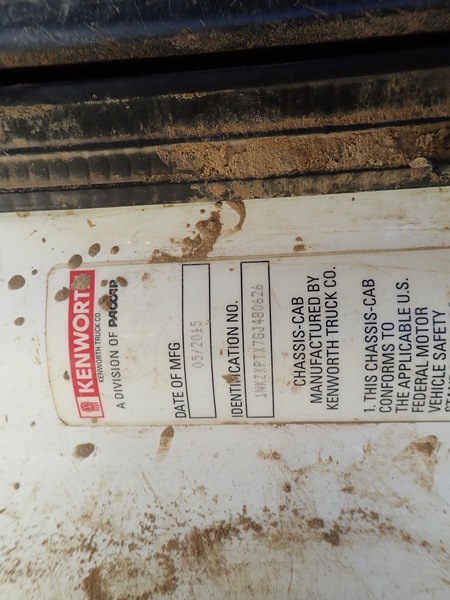 KENWORTH
KENWORTH TRUCK CO.
A DIVISION OF PACCAR
DATE OF MFG
05/2015
IDENTIFICATION NO.
CHASSIS-CAB
MANUFACTURED BY
KENWORTH TRUCK CO.
1. THIS CHASSIS-CAB
CONFORMS TO
THE APPLICABLE U.S.
FEDERAL MOTOR
VEHICLE SAFETY